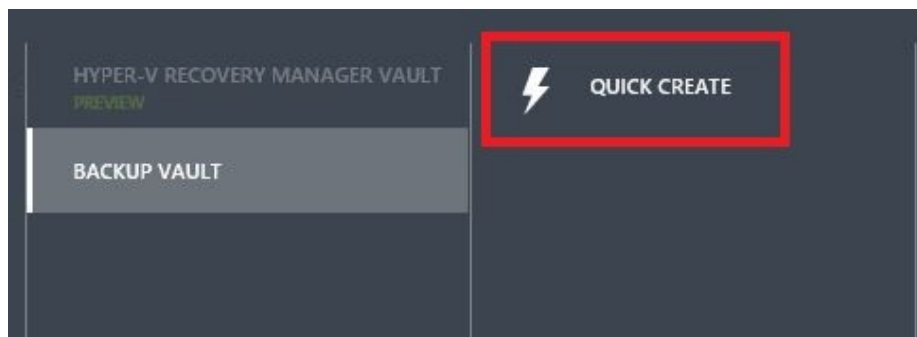 HYPER-V RECOVERY MANAGER VAULT
PREVIEW
BACKUP VAULT
QUICK CREATE